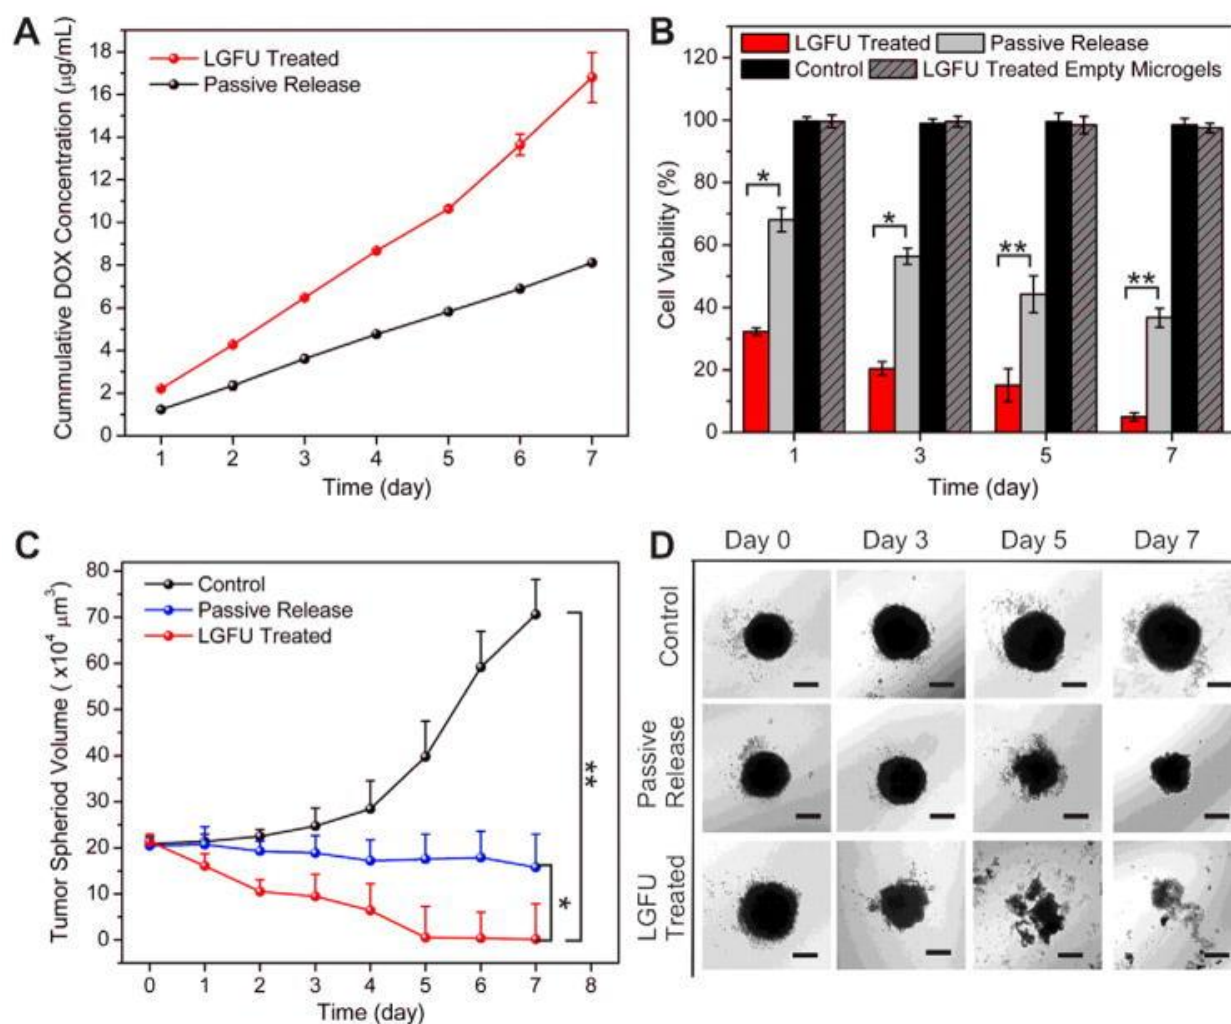 A
Cummulative DOX Concentration (μg/mL)
18
16
14
12
10
8
6
4
2
0
LGFU Treated
Passive Release
1 2 3 4 5 6 7
Time (day)
B
Cell Viability (%)
120
100
80
60
40
20
0
LGFU Treated Passive Release
Control LGFU Treated Empty Microgels
* * ** **
1 3 5 7
Time (day)
C
Tumor Spheriod Volume ( x10⁴ μm³)
80
70
60
50
40
30
20
10
0
Control
Passive Release
LGFU Treated
**
*
0 1 2 3 4 5 6 7 8
Time (day)
D
Day 0 Day 3 Day 5 Day 7
Control
Passive
Release
LGFU
Treated